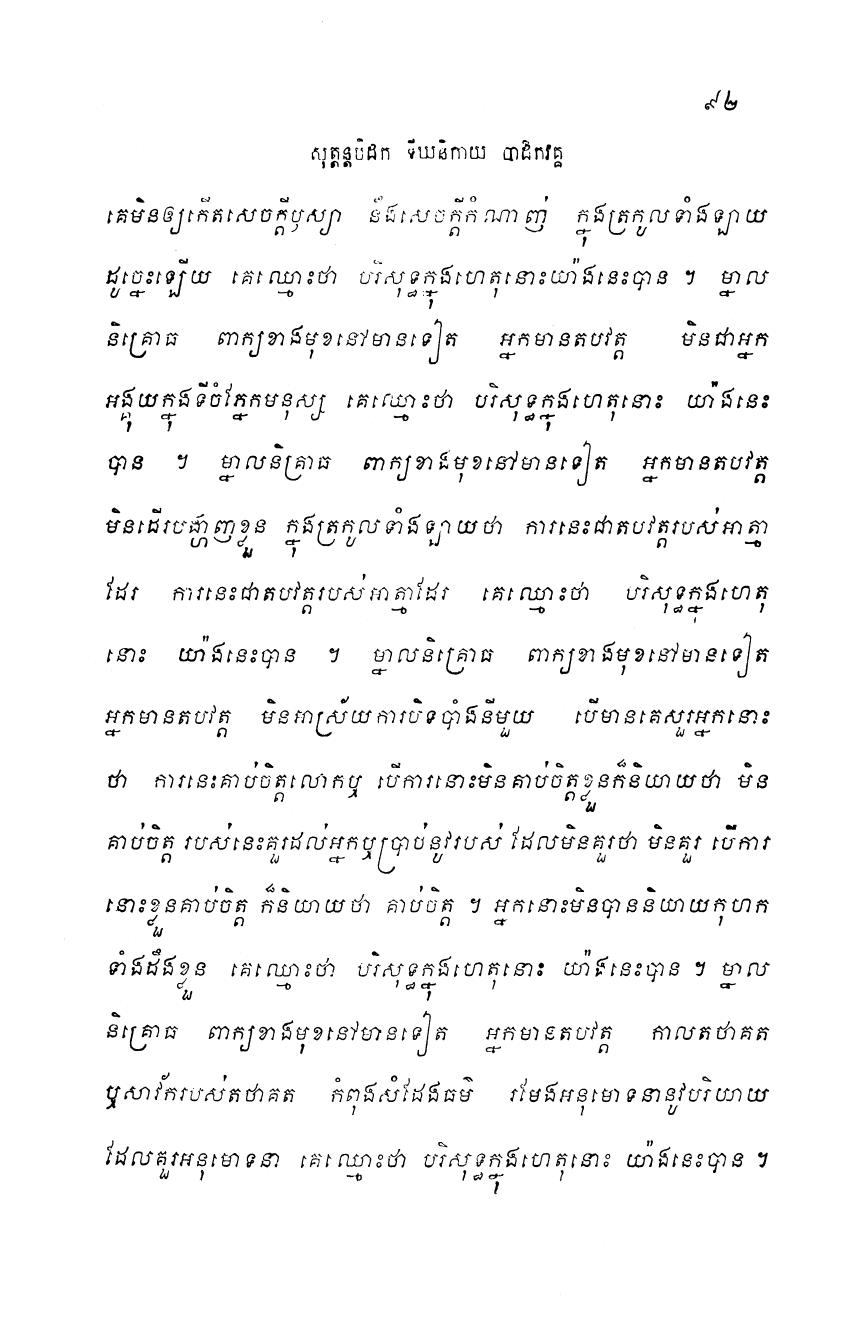 ៩២
សុត្តន្តបិដក ទីឃនិកាយ បាដិកវគ្គ
គេមិនឲ្យកើតសេចក្តីឫស្យា និងសេចក្តីកំណាញ់ ក្នុងត្រកូលទាំងឡាយ
ដូច្នេះឡើយ គេឈ្មោះថា បរិសុទ្ធក្នុងហេតុនោះយ៉ាងនេះបាន ។ ម្នាល
និគ្រោធ ពាក្យខាងមុខនៅមានទៀត អ្នកមានតបវត្ត មិនជាអ្នក
អង្គុយក្នុងទីចំភ្នែកមនុស្ស គេឈ្មោះថា បរិសុទ្ធក្នុងហេតុនោះ យ៉ាងនេះ
បាន ។ ម្នាលនិគ្រោធ ពាក្យខាងមុខនៅមានទៀត អ្នកមានតបវត្ត
មិនដើរបង្ហាញខ្លួន ក្នុងត្រកូលទាំងឡាយថា ការនេះជាតបវត្តរបស់អាត្មា
ដែរ ការនេះជាតបវត្តរបស់អាត្មាដែរ គេឈ្មោះថា បរិសុទ្ធក្នុងហេតុ
នោះ យ៉ាងនេះបាន ។ ម្នាលនិគ្រោធ ពាក្យខាងមុខនៅមានទៀត
អ្នកមានតបវត្ត មិនអាស្រ័យការបិទបាំងនីមួយ បើមានគេសួរអ្នកនោះ
ថា ការនេះគាប់ចិត្តលោកឬ បើការនោះមិនគាប់ចិត្តខ្លួនក៏និយាយថា មិន
គាប់ចិត្ត របស់នេះគួរដល់អ្នកឬប្រាប់នូវរបស់ ដែលមិនគួរថា មិនគួរ បើការ
នោះខ្លួនគាប់ចិត្ត ក៏និយាយថា គាប់ចិត្ត ។ អ្នកនោះមិនបាននិយាយកុហក
ទាំងដឹងខ្លួន គេឈ្មោះថា បរិសុទ្ធក្នុងហេតុនោះ យ៉ាងនេះបាន ។ ម្នាល
និគ្រោធ ពាក្យខាងមុខនៅមានទៀត អ្នកមានតបវត្ត កាលតថាគត
ឬសាវ័ករបស់តថាគត កំពុងសំដែងធម៌ រមែងអនុមោទនានូវបរិយាយ
ដែលគួរអនុមោទនា គេឈ្មោះថា បរិសុទ្ធក្នុងហេតុនោះ យ៉ាងនេះបាន ។